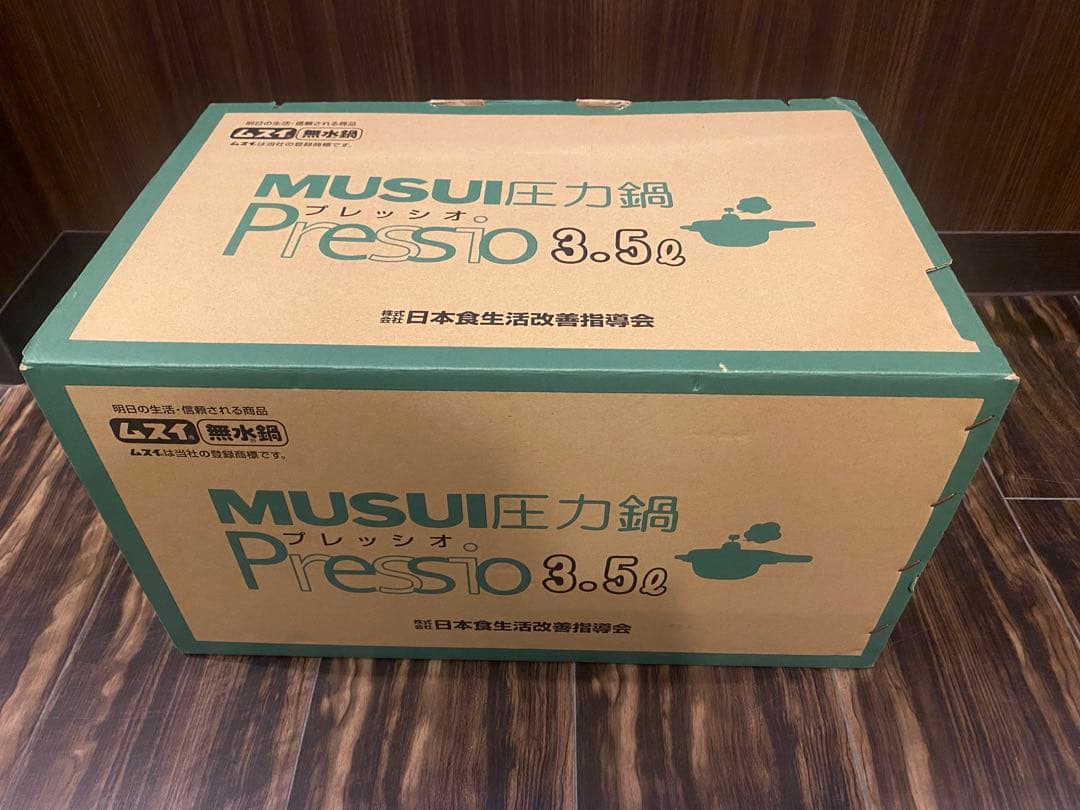 明日の生活・信頼される商品
ムスイ 無水鍋
ムスイは当社の登録商標です。
MUSUI圧力鍋
プレッシオ
Pressio 3.5ℓ
株式会社日本食生活改善指導会
明日の生活・信頼される商品
ムスイ® 無水鍋
ムスイは当社の登録商標です。
MUSUI圧力鍋
プレッシオ
Pressio 3.5ℓ
株式会社日本食生活改善指導会